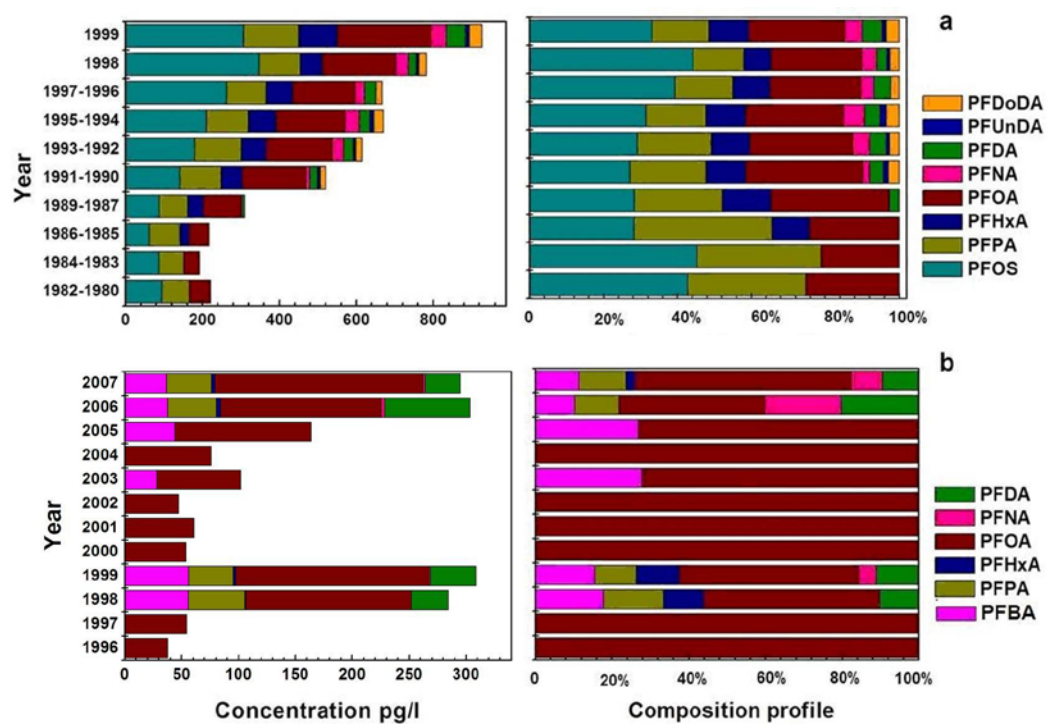 a
1999
1998
1997-1996
1995-1994
1993-1992
1991-1990
1989-1987
1986-1985
1984-1983
1982-1980
Year
0 200 400 600 800
0 20% 40% 60% 80% 100%
PFDoDA
PFUnDA
PFDA
PFNA
PFOA
PFHxA
PFPA
PFOS
b
2007
2006
2005
2004
2003
2002
2001
2000
1999
1998
1997
1996
Year
0 50 100 150 200 250 300
Concentration pg/l
0 20% 40% 60% 80% 100%
Composition profile
PFDA
PFNA
PFOA
PFHxA
PFPA
PFBA